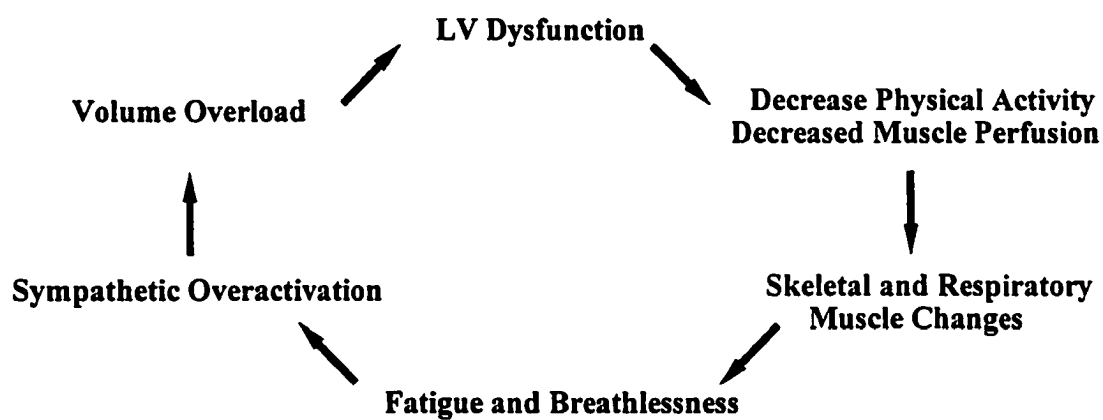 LV Dysfunction
Decrease Physical Activity
Decreased Muscle Perfusion
Skeletal and Respiratory
Muscle Changes
Fatigue and Breathlessness
Sympathetic Overactivation
Volume Overload